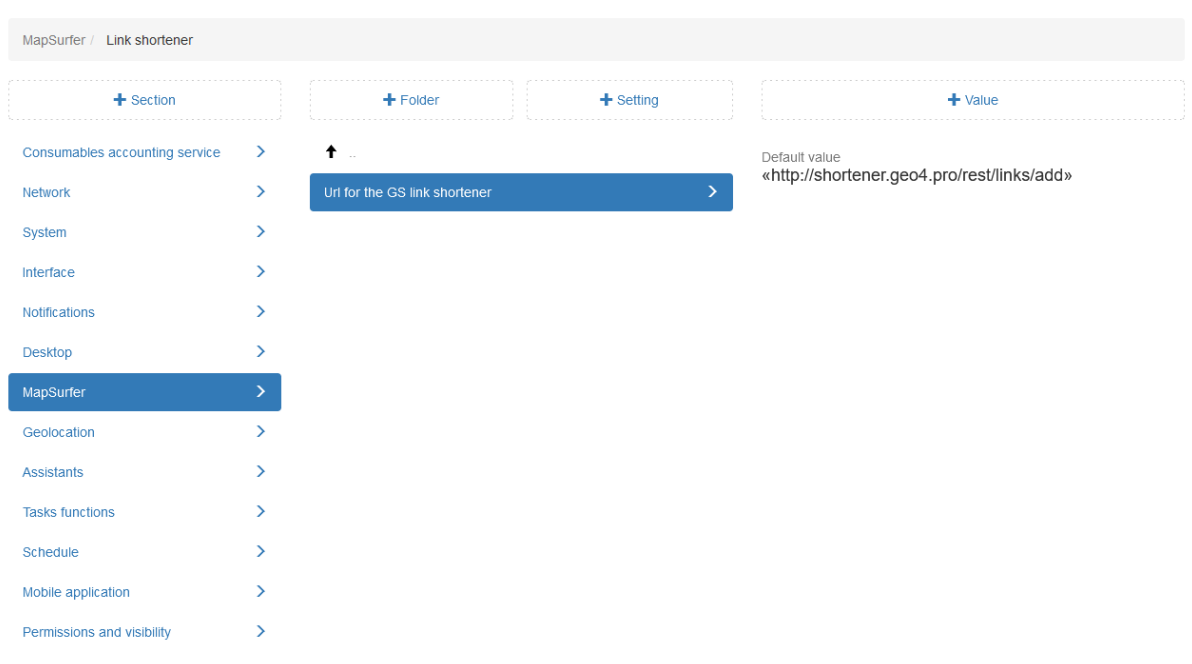 MapSurfer / Link shortener
+ Section
+ Folder
+ Setting
+ Value
Consumables accounting service
Network
System
Interface
Notifications
Desktop
MapSurfer
Geolocation
Assistants
Tasks functions
Schedule
Mobile application
Permissions and visibility
..
Url for the GS link shortener
Default value
«http://shortener.geo4.pro/rest/links/add»